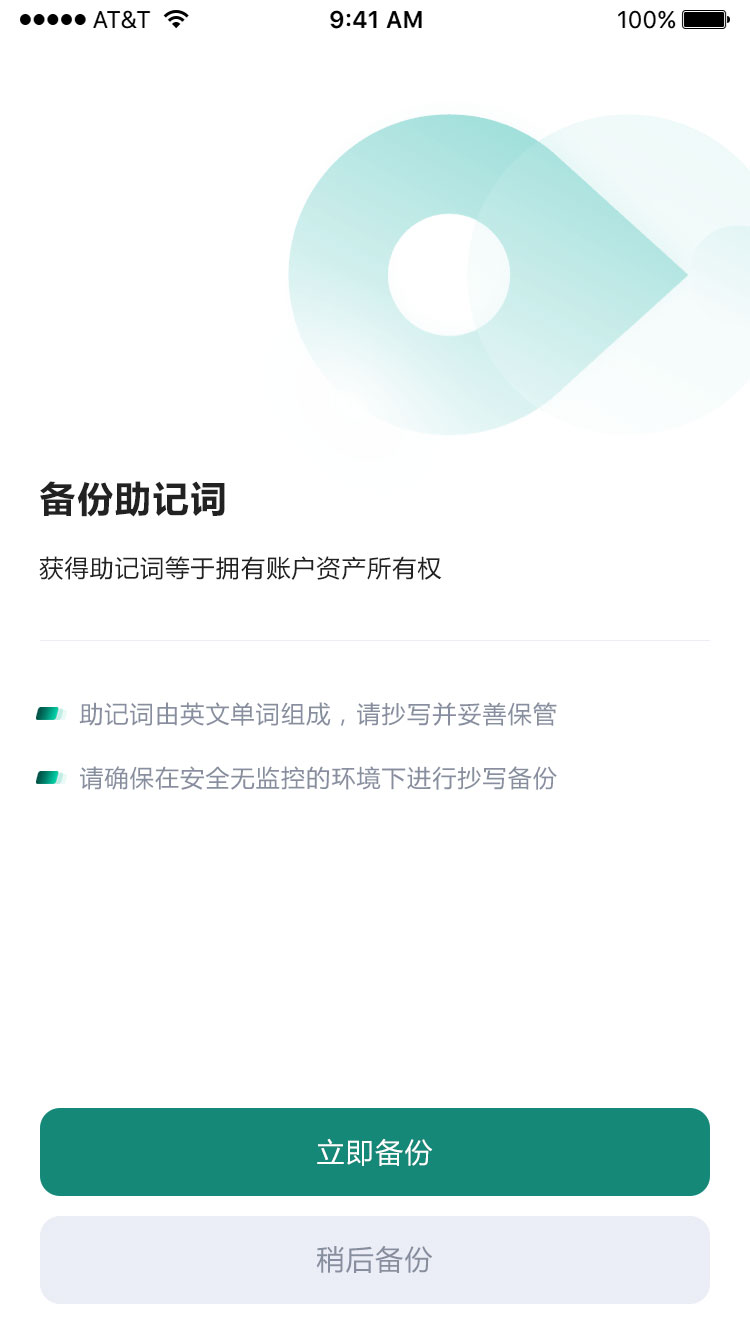 AT&T 9:41 AM 100%
备份助记词
获得助记词等于拥有账户资产所有权
助记词由英文单词组成，请抄写并妥善保管
请确保在安全无监控的环境下进行抄写备份
立即备份
稍后备份